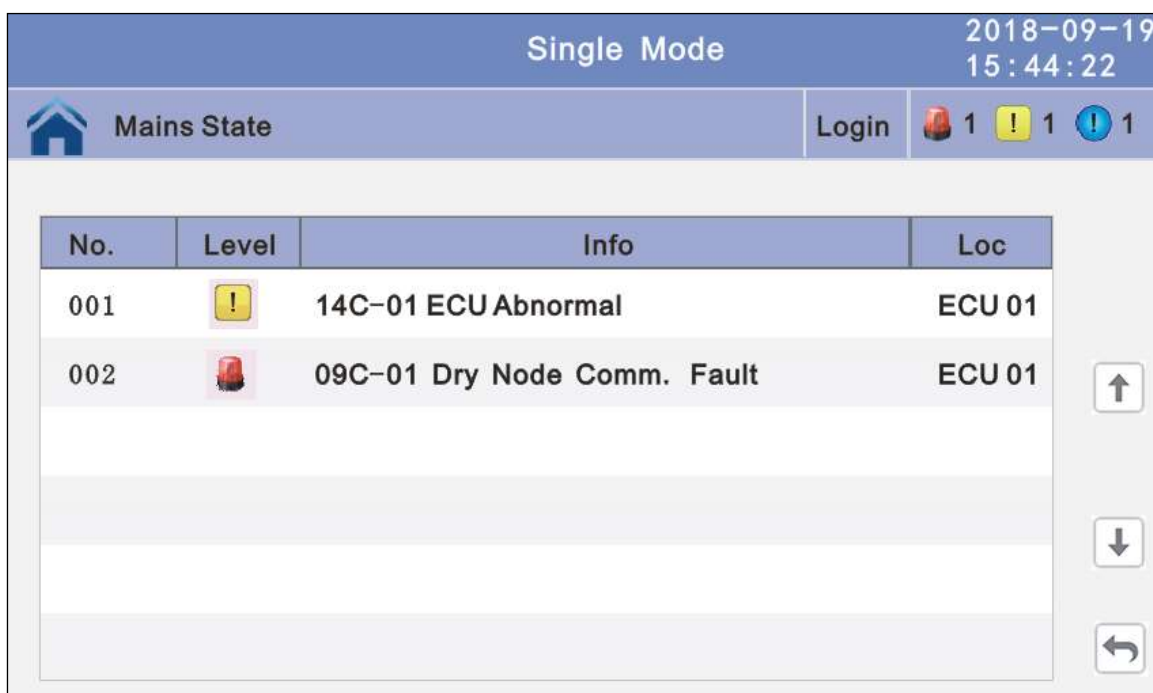 Single Mode
2018-09-19
15:44:22
Mains State Login 1 ! 1 ! 1
No. Level Info Loc
001 ! 14C-01 ECU Abnormal ECU 01
002 09C-01 Dry Node Comm. Fault ECU 01